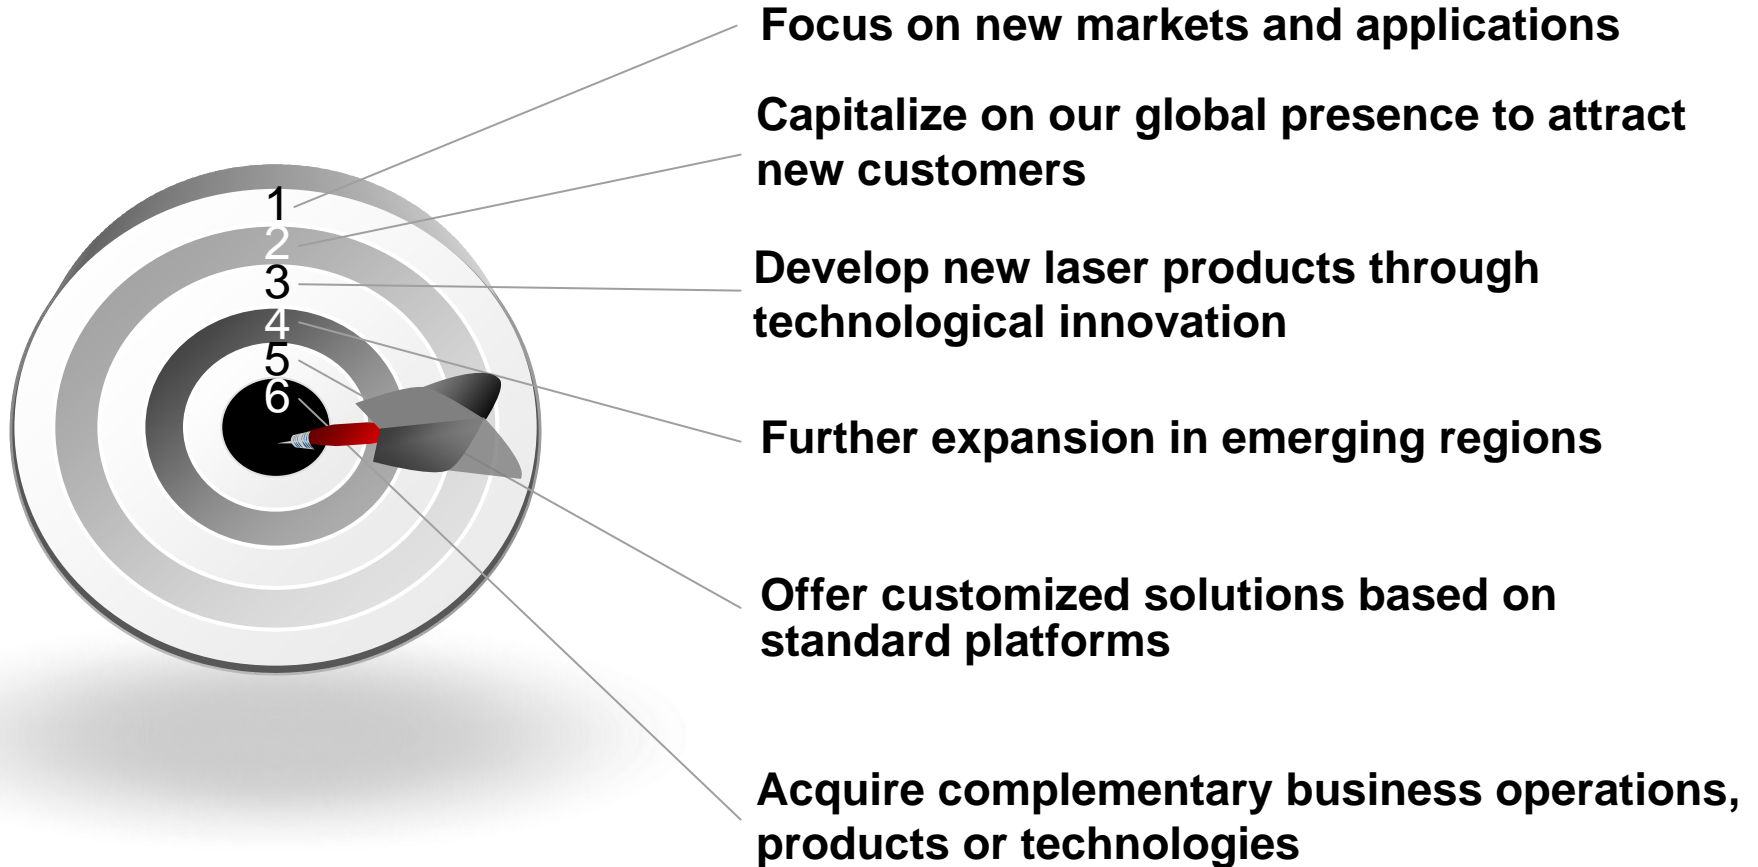 Focus on new markets and applications
Capitalize on our global presence to attract
new customers
1
2
3
4
5
6
Develop new laser products through
technological innovation
Further expansion in emerging regions
Offer customized solutions based on
standard platforms
Acquire complementary business operations,
products or technologies